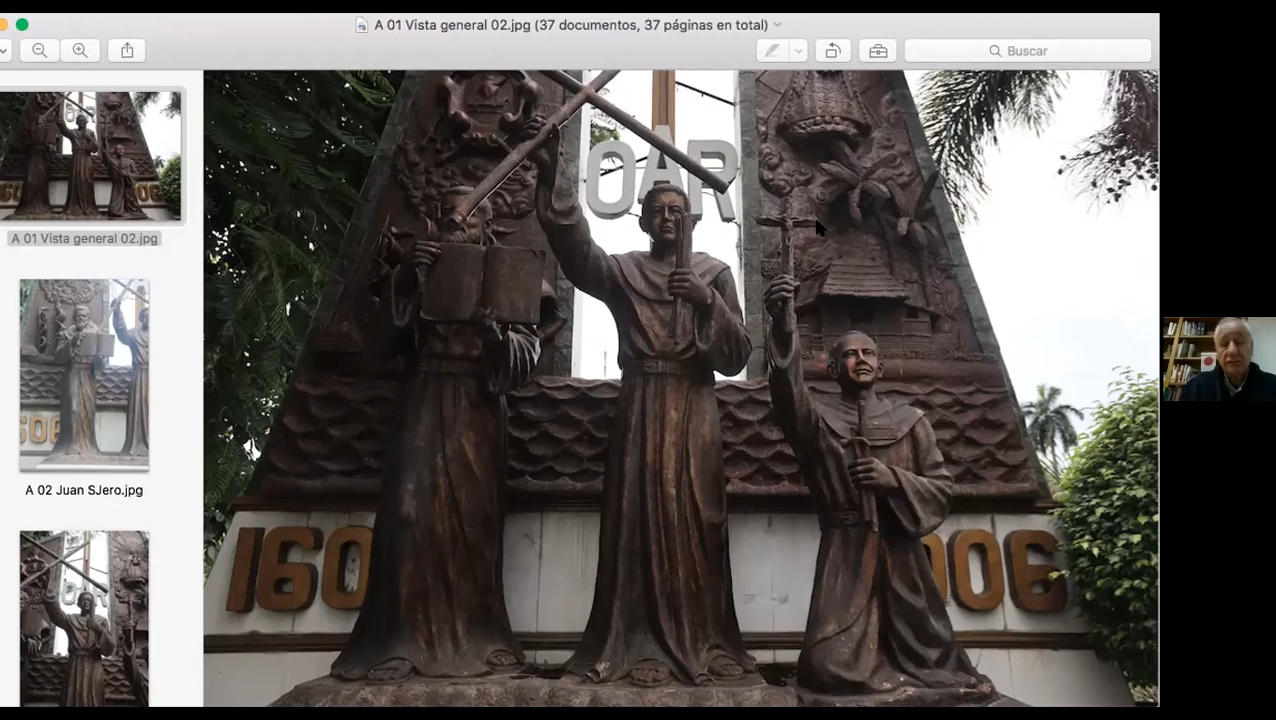 A 01 Vista general 02.jpg (37 documentos, 37 páginas en total)
Buscar
A 01 Vista general 02.jpg
A 02 Juan SJero.jpg
OAR
160
006